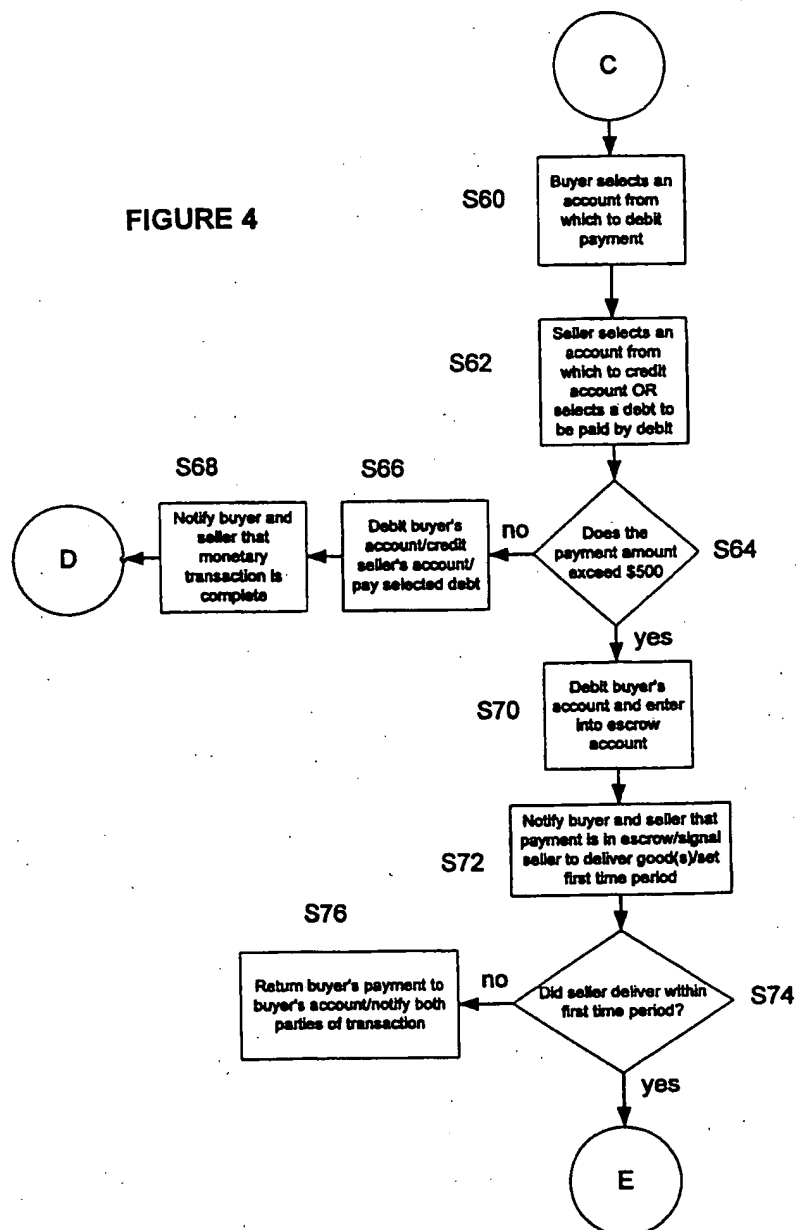 C
FIGURE 4
S60
Buyer selects an
account from
which to debit
payment
S62
Seller selects an
account from
which to credit
account OR
selects a debt to
be paid by debit
S68
S66
D
Notify buyer and
seller that
monetary
transaction is
complete
Debit buyer's
account/credit
seller's account/
pay selected debt
no
Does the
payment amount
exceed $500
S64
yes
S70
Debit buyer's
account and enter
into escrow
account
S72
Notify buyer and seller that
payment is in escrow/signal
seller to deliver good(s)/set
first time period
S76
Return buyer's payment to
buyer's account/notify both
parties of transaction
no
Did seller deliver within
first time period?
S74
yes
E